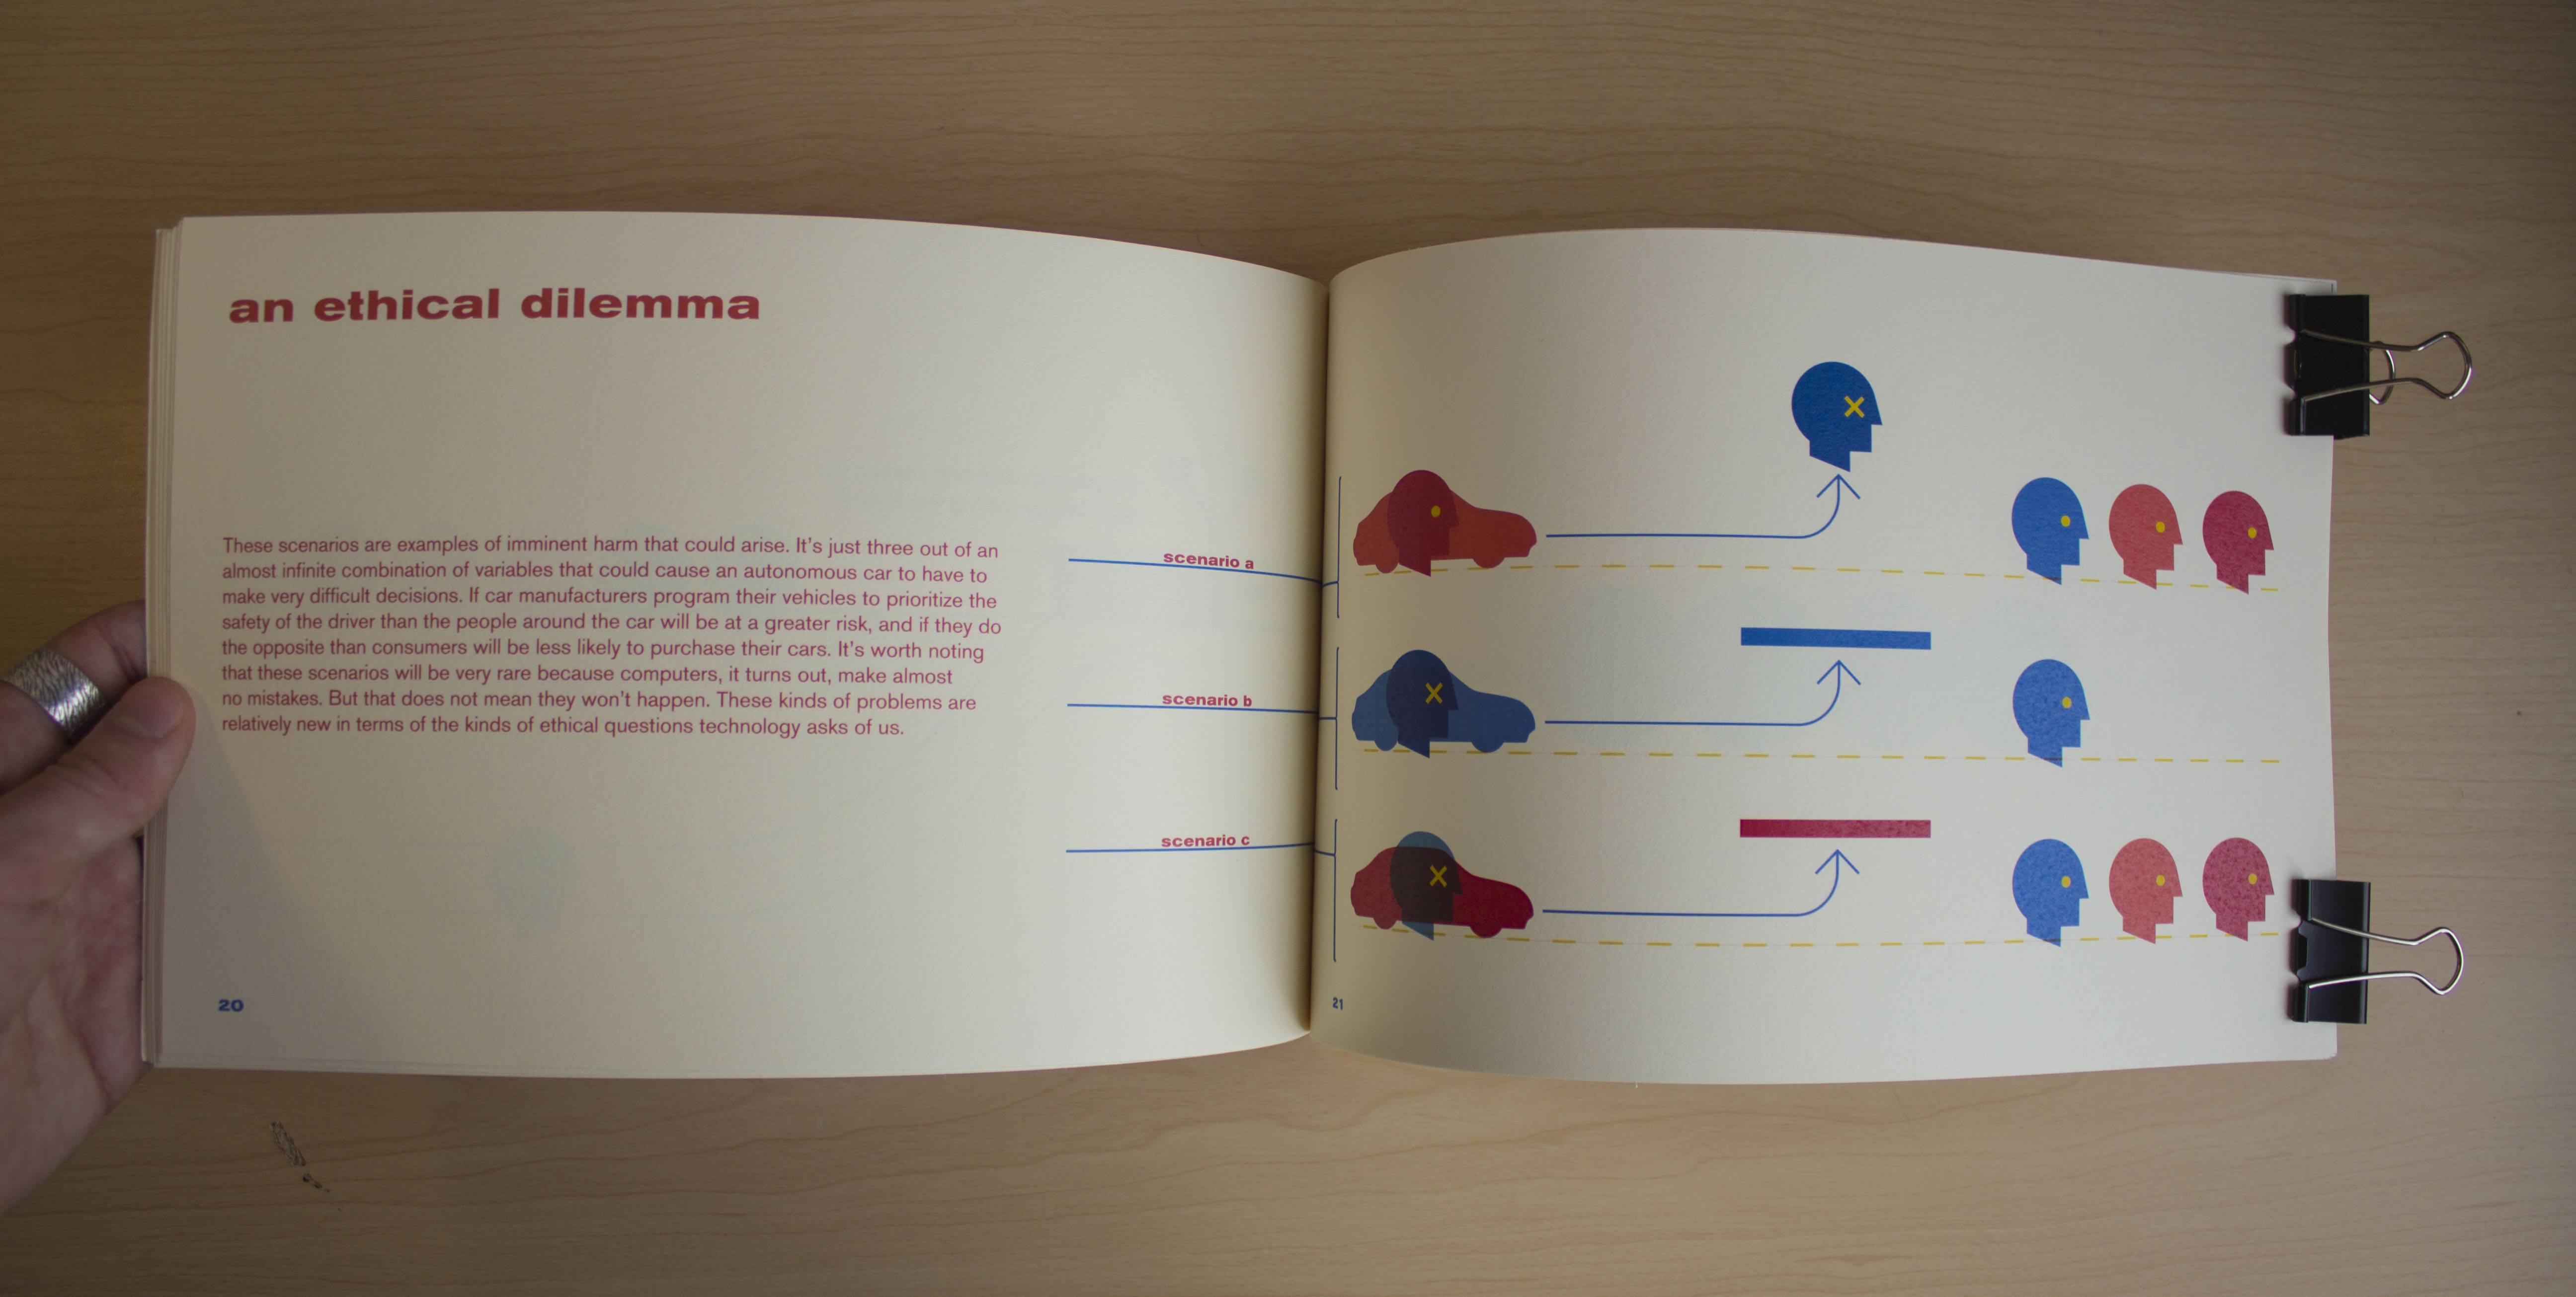 an ethical dilemma
These scenarios are examples of imminent harm that could arise. It's just three out of an
almost infinite combination of variables that could cause an autonomous car to have to
make very difficult decisions. If car manufacturers program their vehicles to prioritize the
safety of the driver than the people around the car will be at a greater risk, and if they do
the opposite than consumers will be less likely to purchase their cars. It's worth noting
that these scenarios will be very rare because computers, it turns out, make almost
no mistakes. But that does not mean they won't happen. These kinds of problems are
relatively new in terms of the kinds of ethical questions technology asks of us.
scenario a
scenario b
scenario c
20
21